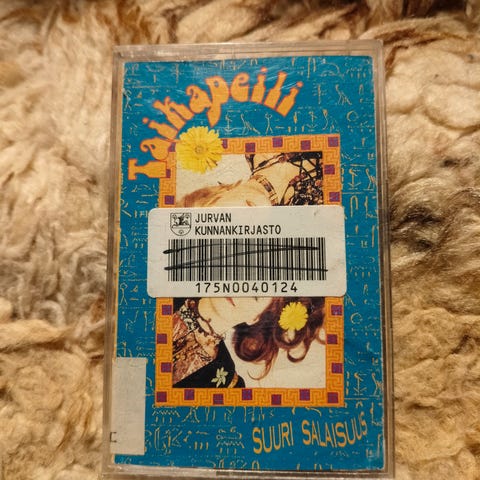 Taikapeili
JURVAN
KUNNANKIRJASTO
175N0040124
SUURI SALAISUUS